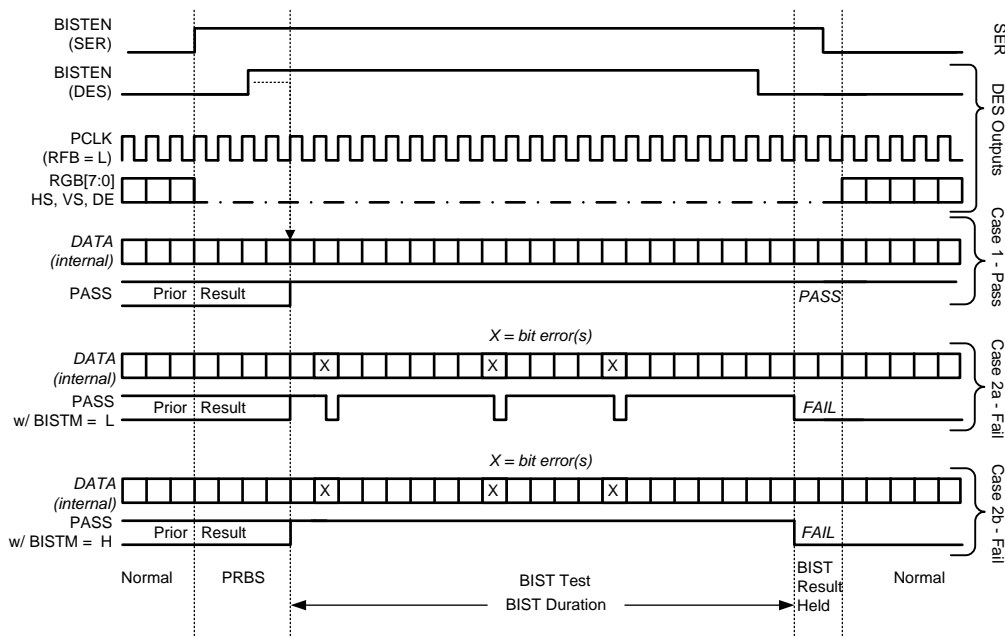 BISTEN
(SER)
BISTEN
(DES)
PCLK
(RFB = L)
RGB[7:0]
HS, VS, DE
DATA
(internal)
PASS
Prior Result
PASS
X = bit error(s)
DATA
(internal)
X X X
PASS
w/ BISTM = L
Prior Result
FAIL
X = bit error(s)
DATA
(internal)
X X X
PASS
w/ BISTM = H
Prior Result
FAIL
Normal
PRBS
BIST Test
BIST Duration
BIST
Result
Held
Normal
SER
DES Outputs
Case 1 - Pass
Case 2a - Fail
Case 2b - Fail